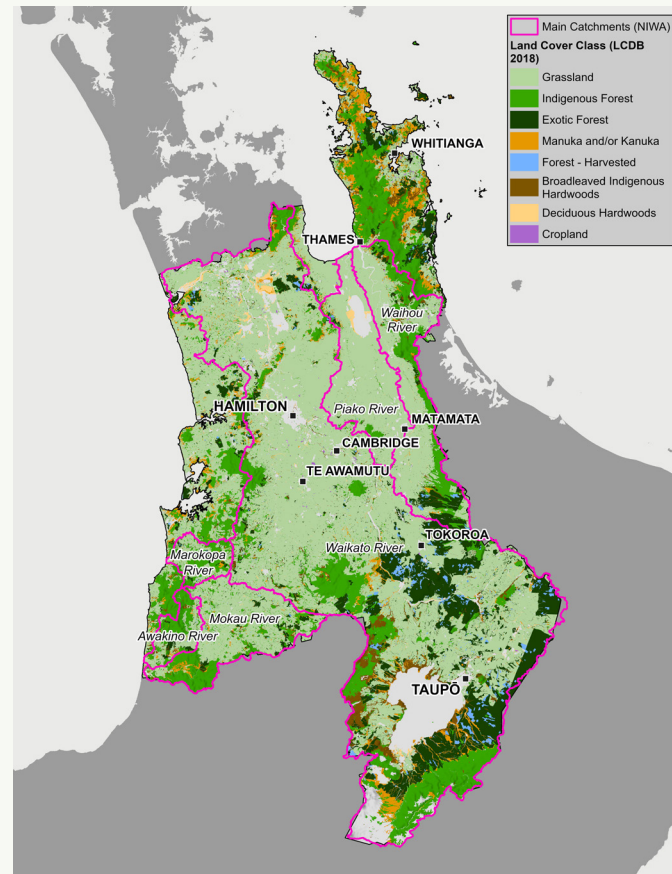 Main Catchments (NIWA)
Land Cover Class (LCDB
2018)
Grassland
Indigenous Forest
Exotic Forest
Manuka and/or Kanuka
Forest - Harvested
Broadleaved Indigenous
Hardwoods
Deciduous Hardwoods
Cropland
WHITIANGA
THAMES
Waihou
River
HAMILTON
Piako River
MATAMATA
CAMBRIDGE
TE AWAMUTU
TOKOROA
Waikato River
Marokopa
River
Mokau River
Awakino River
TAUPŌ